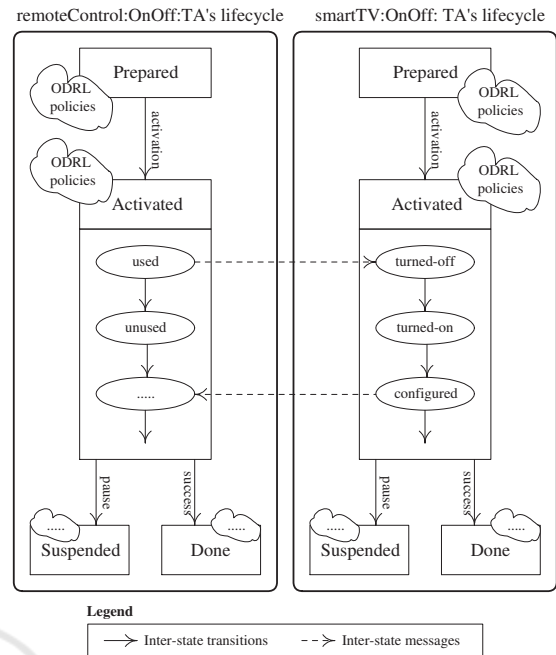 remoteControl:OnOff:TA's lifecycle
Prepared
ODRL
policies
activation
ODRL
policies
Activated
used
unused
.....
pause
success
.....
Suspended
.....
Done
smartTV:OnOff: TA's lifecycle
Prepared
ODRL
policies
activation
ODRL
policies
Activated
turned-off
turned-on
configured
pause
success
.....
Suspended
.....
Done
Legend
Inter-state transitions
Inter-state messages